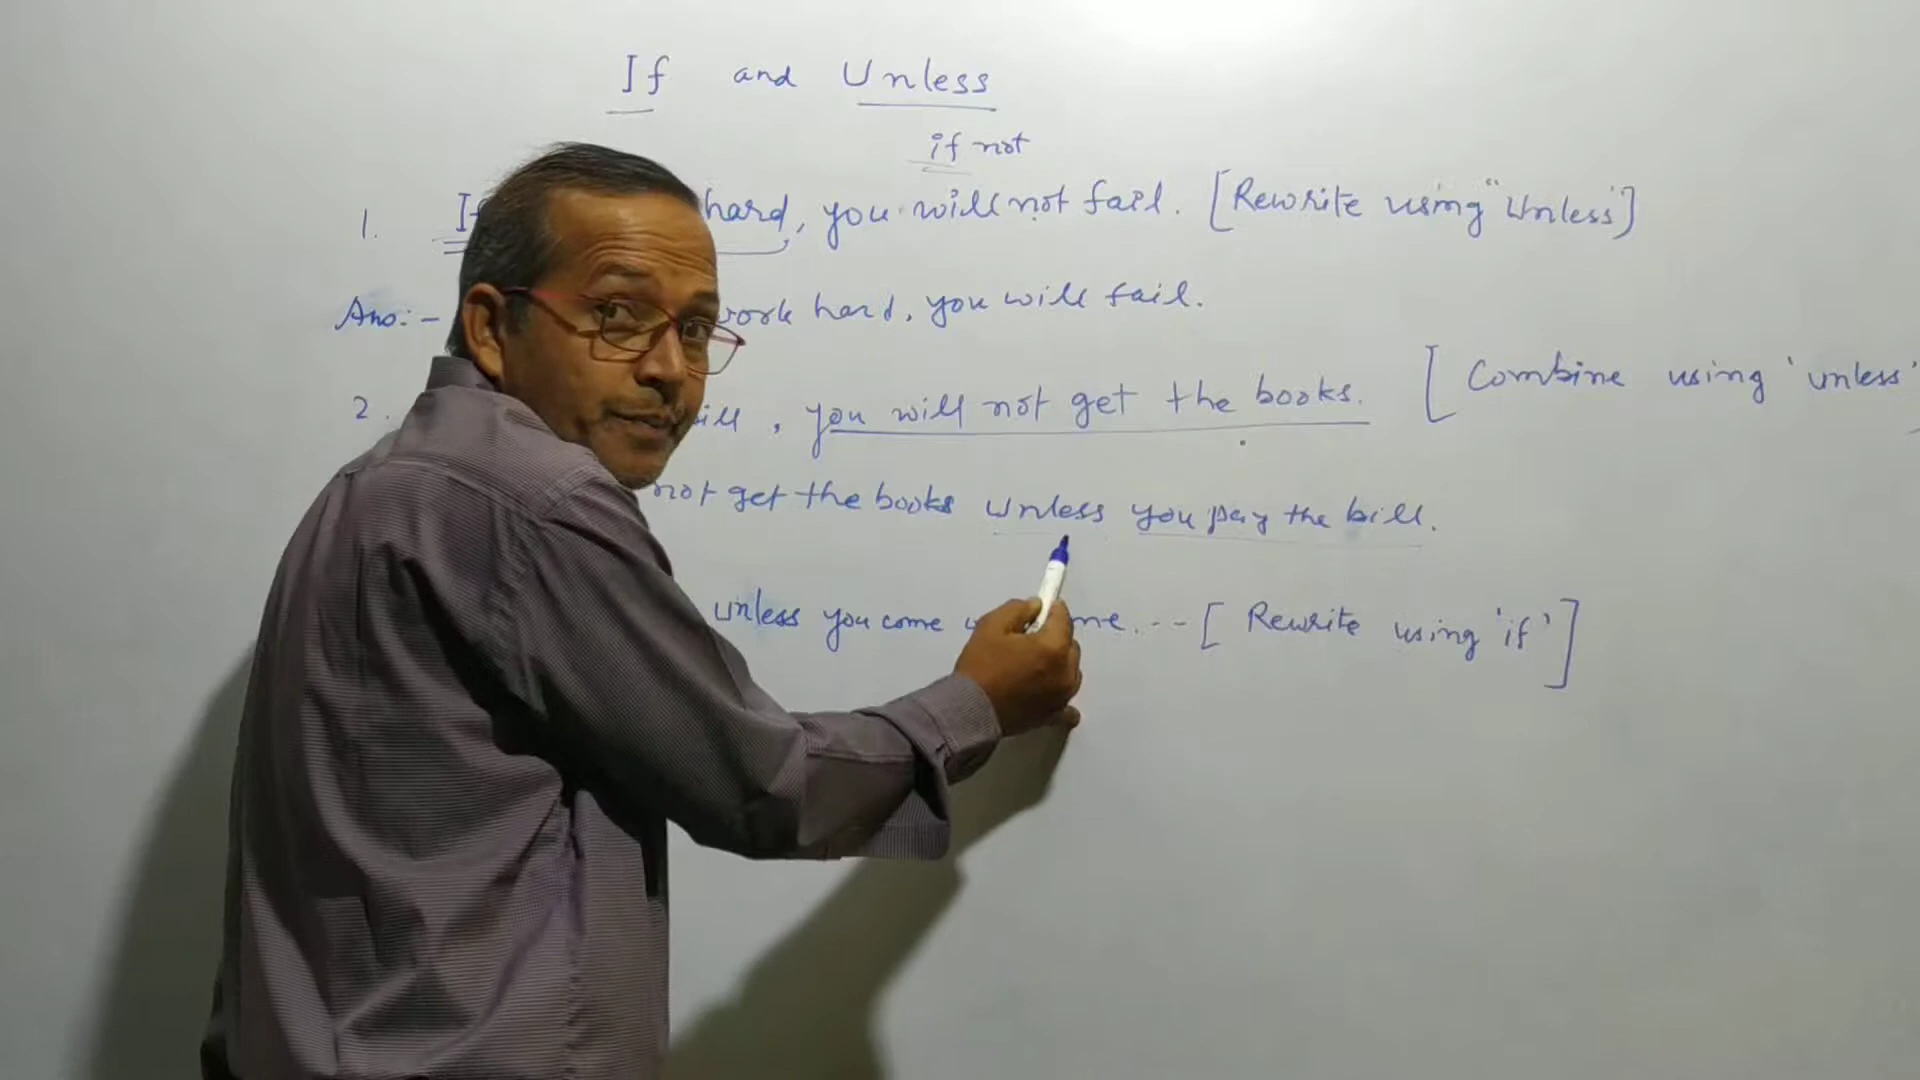 If and Unless
if not
1. If hard, you will not fail. [Rewrite using "Unless']
Ans:- work hard, you will fail.
2. , you will not get the books. [ Combine using 'unless'
not get the books unless you pay the bill.
unless you come me. -- [ Rewrite using 'if' ]